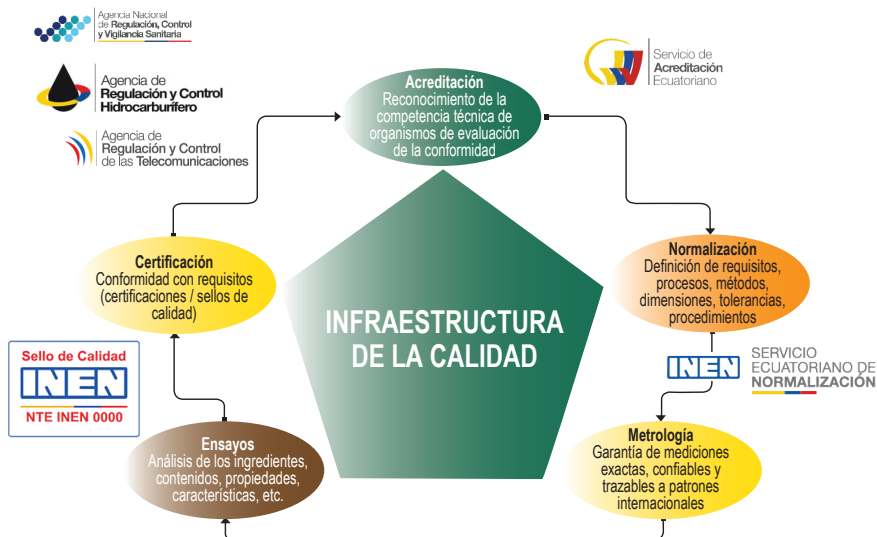 Agencia Nacional
de Regulación, Control
y Vigilancia Sanitaria
Agencia de
Regulación y Control
Hidrocarburífero
Agencia de
Regulación y Control
de las Telecomunicaciones
Acreditación
Reconocimiento de la
competencia técnica de
organismos de evaluación
de la conformidad
Servicio de
Acreditación
Ecuatoriano
Certificación
Conformidad con requisitos
(certificaciones / sellos de
calidad)
Normalización
Definición de requisitos,
procesos, métodos,
dimensiones, tolerancias,
procedimientos
INFRAESTRUCTURA
DE LA CALIDAD
Sello de Calidad
INEN
NTE INEN 0000
INEN
SERVICIO
ECUATORIANO DE
NORMALIZACIÓN
Ensayos
Análisis de los ingredientes,
contenidos, propiedades,
características, etc.
Metrología
Garantía de mediciones
exactas, confiables y
trazables a patrones
internacionales